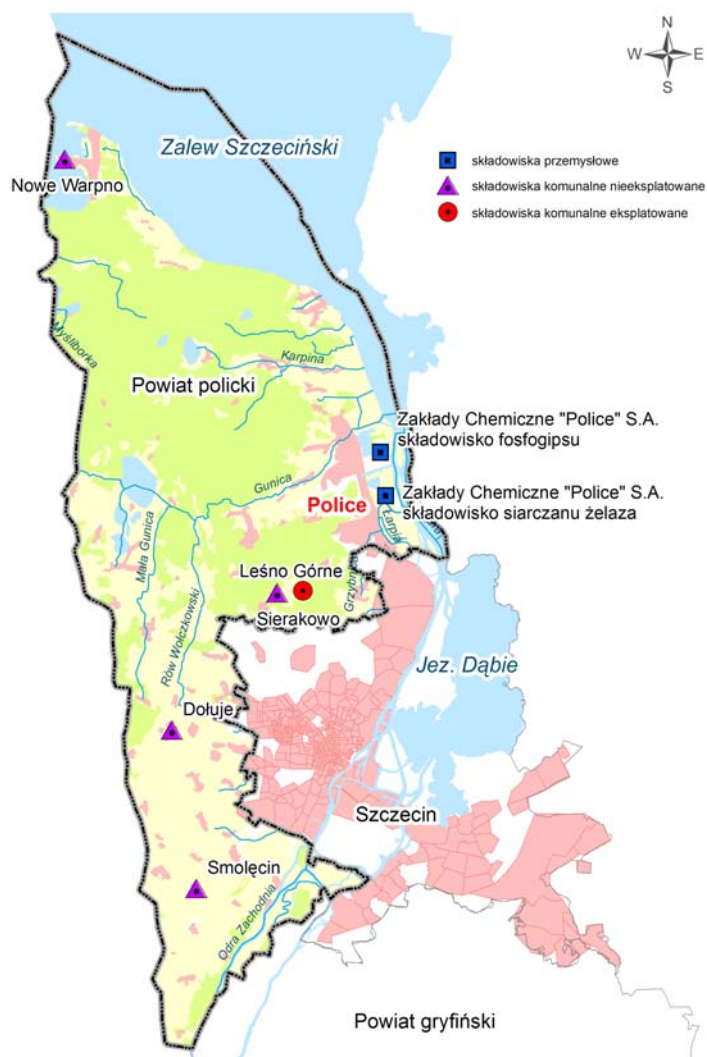 N
W E
S
Zalew Szczeciński
składowiska przemysłowe
składowiska komunalne nieeksplatowane
składowiska komunalne eksplatowane
Nowe Warpno
Myśliborka
Karpina
Powiat policki
Zakłady Chemiczne "Police" S.A.
składowisko fosfogipsu
Gunica
Police
Zakłady Chemiczne "Police" S.A.
składowisko siarczanu żelaza
Łarpia
Mała Gunica
Leśno Górne
Grzybnica
Sierakowo
Rów Wołczkowski
Jez. Dąbie
Dołuje
Szczecin
Smolęcin
Odra Zachodnia
Powiat gryfiński